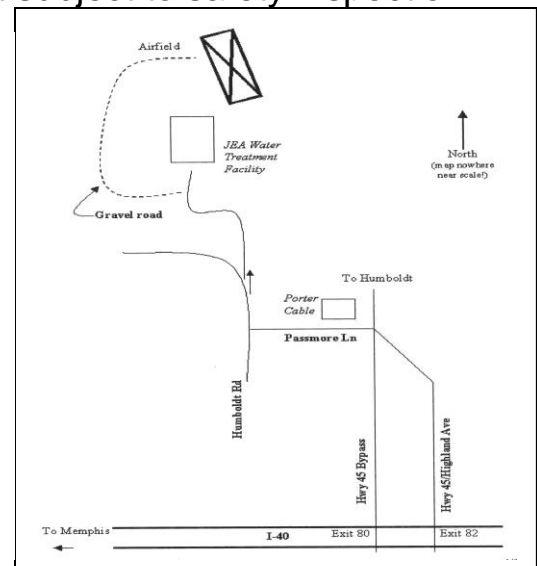 Airfield
JEA Water
Treatment
Facility
North
(map nowhere
near scale!)
Gravel road
To Humboldt
Porter
Cable
Passmore Ln
Humboldt Rd
Hwy 45 Bypass
Hwy 45/Highland Ave
To Memphis
I-40
Exit 80
Exit 82